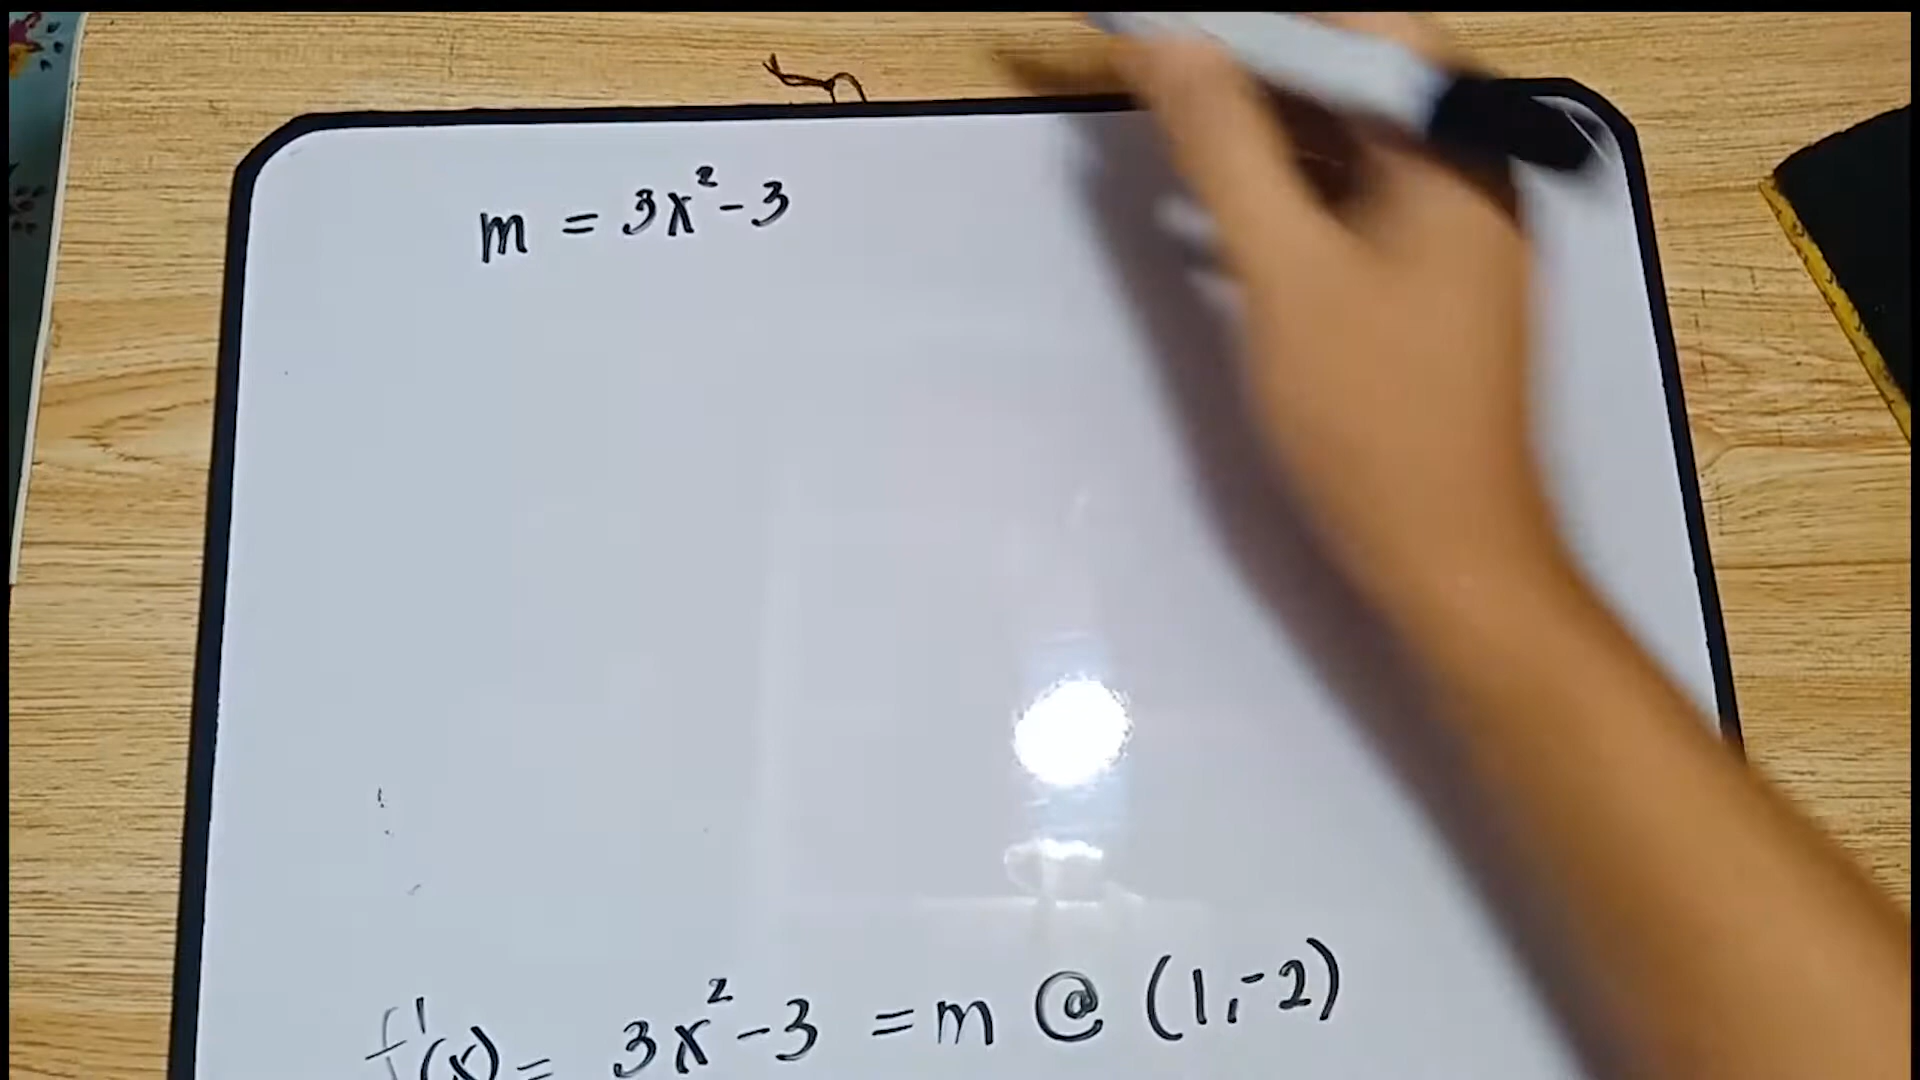 m = 3x² - 3
f'(x) = 3x² - 3 = m @ (1, -2)